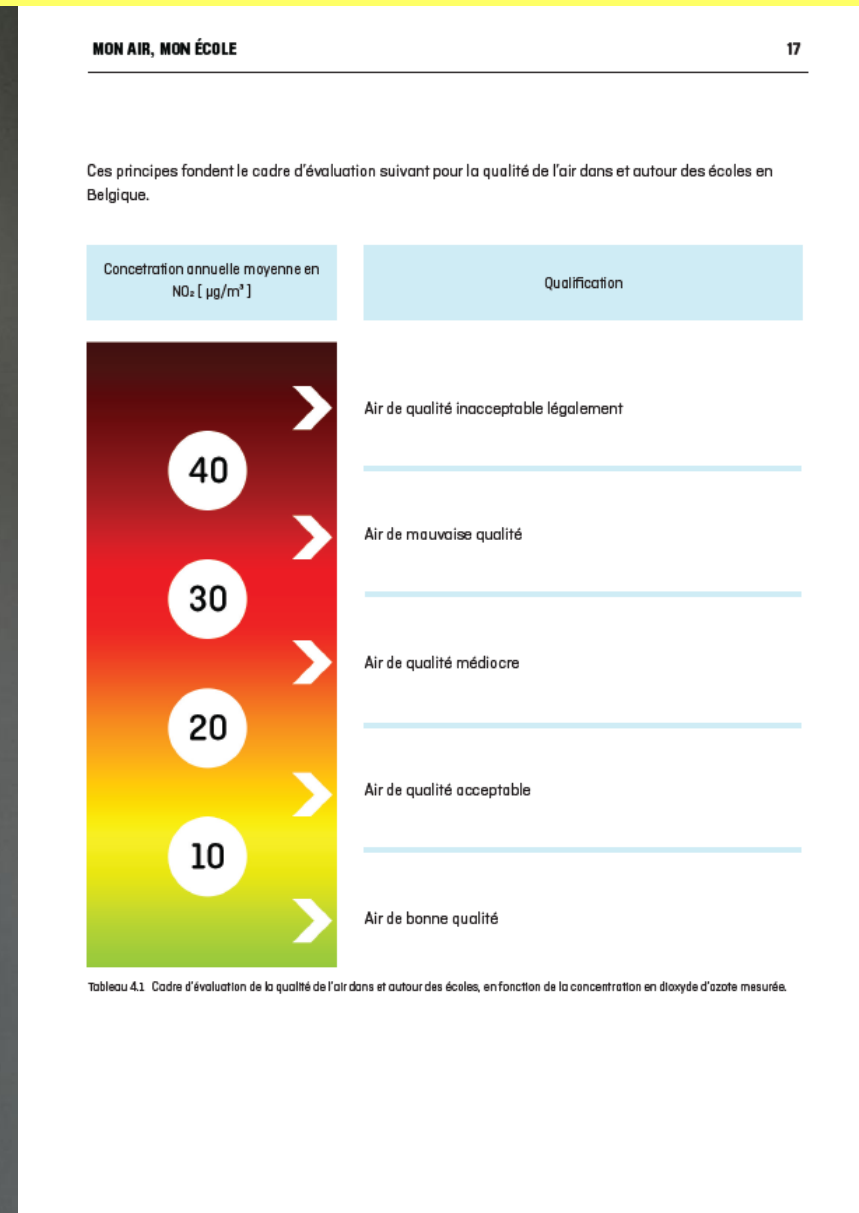 MON AIR, MON ÉCOLE
17
Ces principes fondent le cadre d'évaluation suivant pour la qualité de l'air dans et autour des écoles en
Belgique.
Concetration annuelle moyenne en
NO₂ [ µg/m³ ]
Qualification
Air de qualité inacceptable légalement
40
Air de mauvaise qualité
30
Air de qualité médiocre
20
Air de qualité acceptable
10
Air de bonne qualité
Tableau 4.1 Cadre d'évaluation de la qualité de l'air dans et autour des écoles, en fonction de la concentration en dioxyde d'azote mesurée.